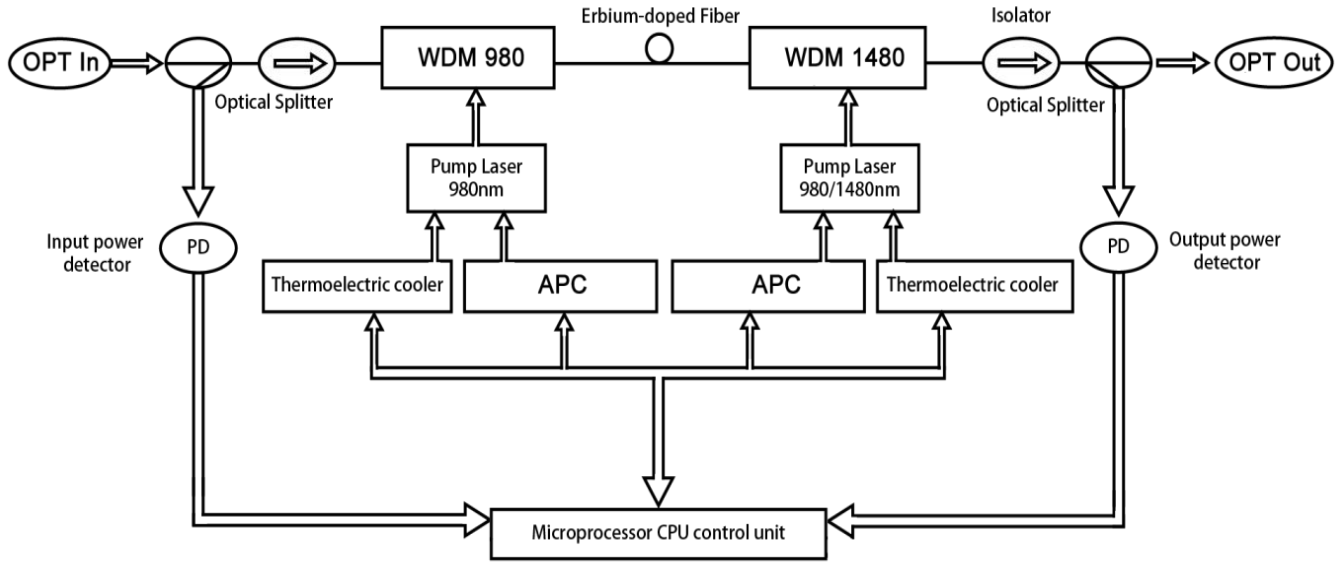 Erbium-doped Fiber
Isolator
OPT In
WDM 980
WDM 1480
OPT Out
Optical Splitter
Optical Splitter
Pump Laser
980nm
Pump Laser
980/1480nm
Input power
detector
PD
PD
Output power
detector
Thermoelectric cooler
APC
APC
Thermoelectric cooler
Microprocessor CPU control unit